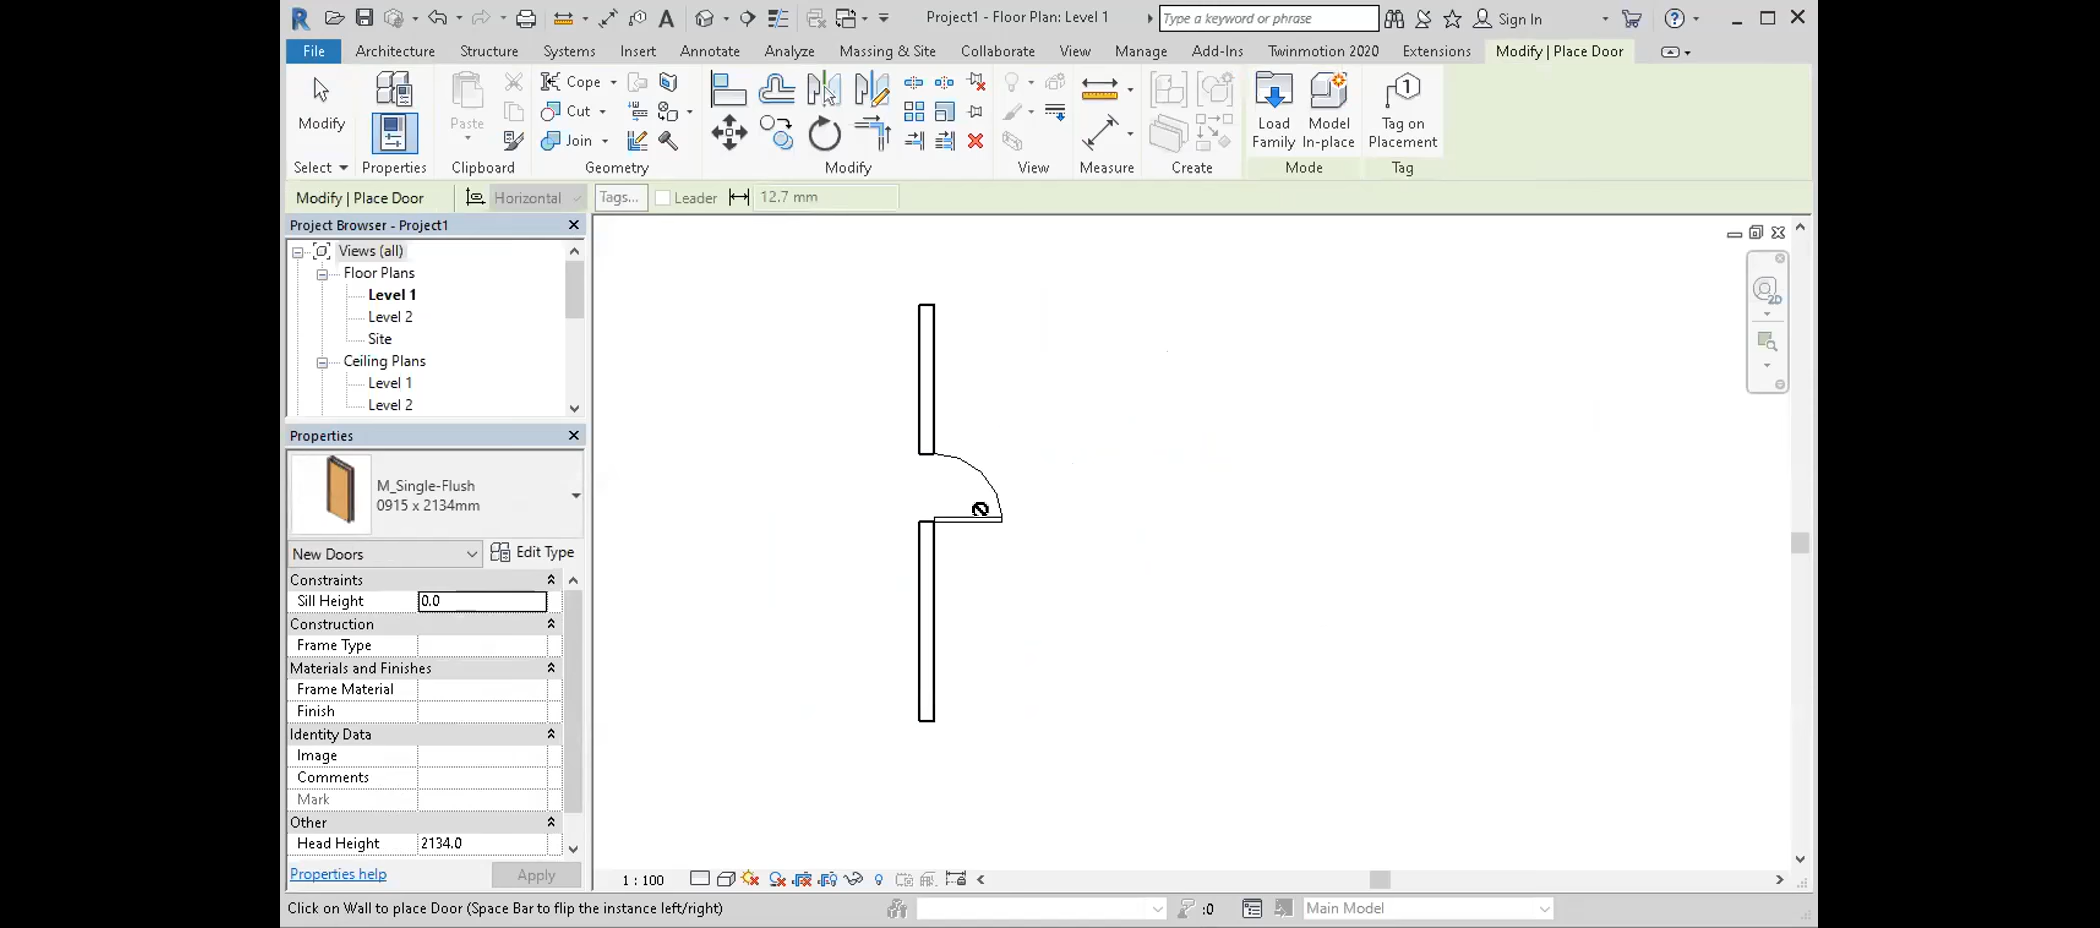 Project1 - Floor Plan: Level 1
Type a keyword or phrase
Sign In
File Architecture Structure Systems Insert Annotate Analyze Massing & Site Collaborate View Manage Add-Ins Twinmotion 2020 Extensions Modify | Place Door
Modify
Paste
Cope
Cut
Join
Load Family
Model In-place
1
Tag on Placement
Select Properties Clipboard Geometry Modify View Measure Create Mode Tag
Modify | Place Door Horizontal Tags... Leader 12.7 mm
Project Browser - Project1
Views (all)
Floor Plans
Level 1
Level 2
Site
Ceiling Plans
Level 1
Level 2
2D
Properties
M_Single-Flush
0915 x 2134mm
New Doors Edit Type
Constraints
Sill Height 0.0
Construction
Frame Type
Materials and Finishes
Frame Material
Finish
Identity Data
Image
Comments
Mark
Other
Head Height 2134.0
Properties help Apply
1 : 100
Click on Wall to place Door (Space Bar to flip the instance left/right)
:0
Main Model